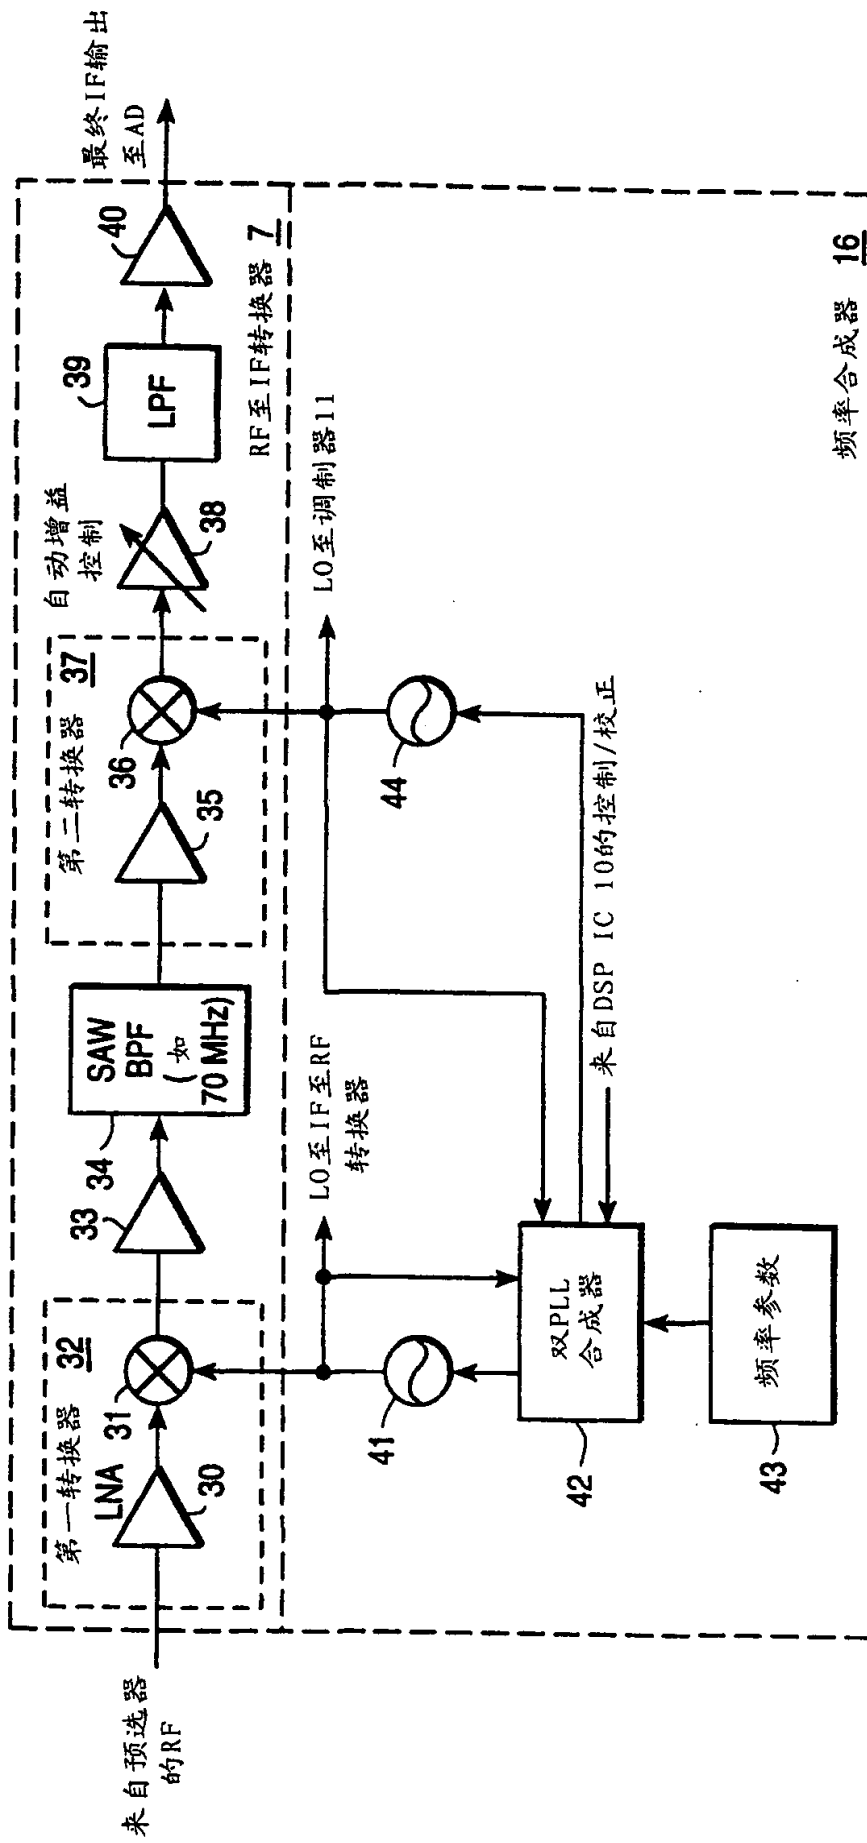 来自预选器
的RF
第一转换器 32
LNA
30
31
33
34
SAW
BPF
(如
70 MHz)
第二转换器 37
35
36
自动增益
控制
38
39
LPF
40
最终IF输出
至AD
RF至IF转换器 7
LO至IF至RF
转换器
LO至调制器11
41
44
来自DSP IC 10的控制/校正
双PLL
合成器
42
频率参数
43
频率合成器 16